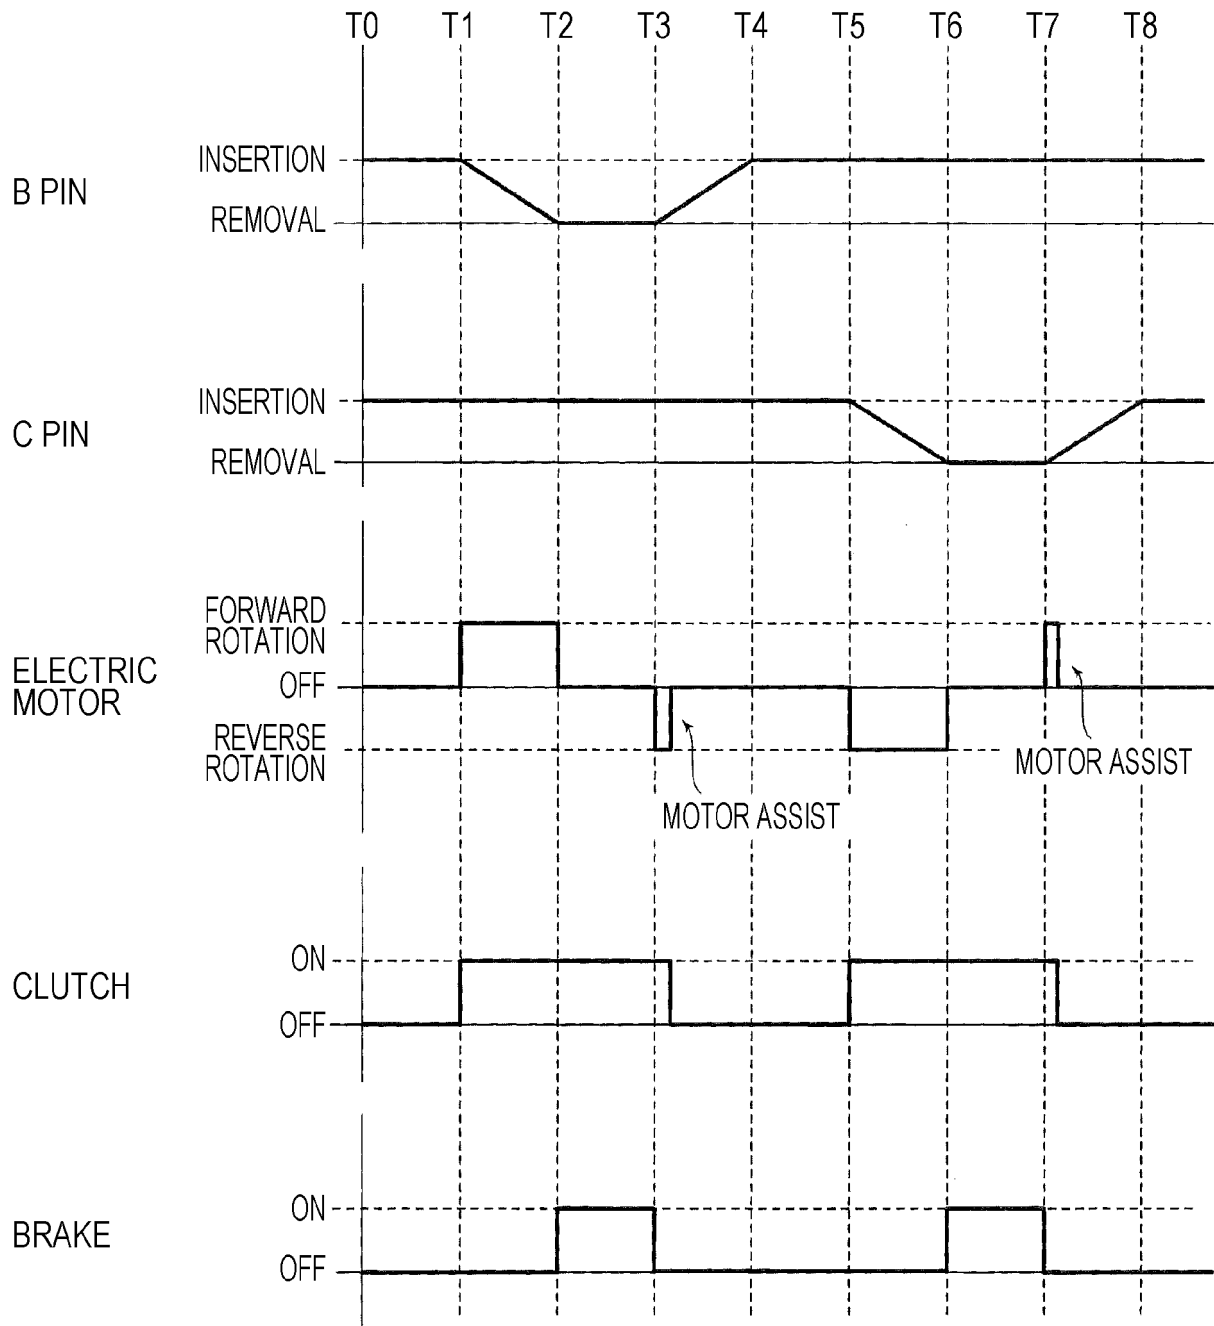 T0 T1 T2 T3 T4 T5 T6 T7 T8
B PIN
INSERTION
REMOVAL
C PIN
INSERTION
REMOVAL
ELECTRIC
MOTOR
FORWARD
ROTATION
OFF
REVERSE
ROTATION
MOTOR ASSIST
MOTOR ASSIST
CLUTCH
ON
OFF
BRAKE
ON
OFF